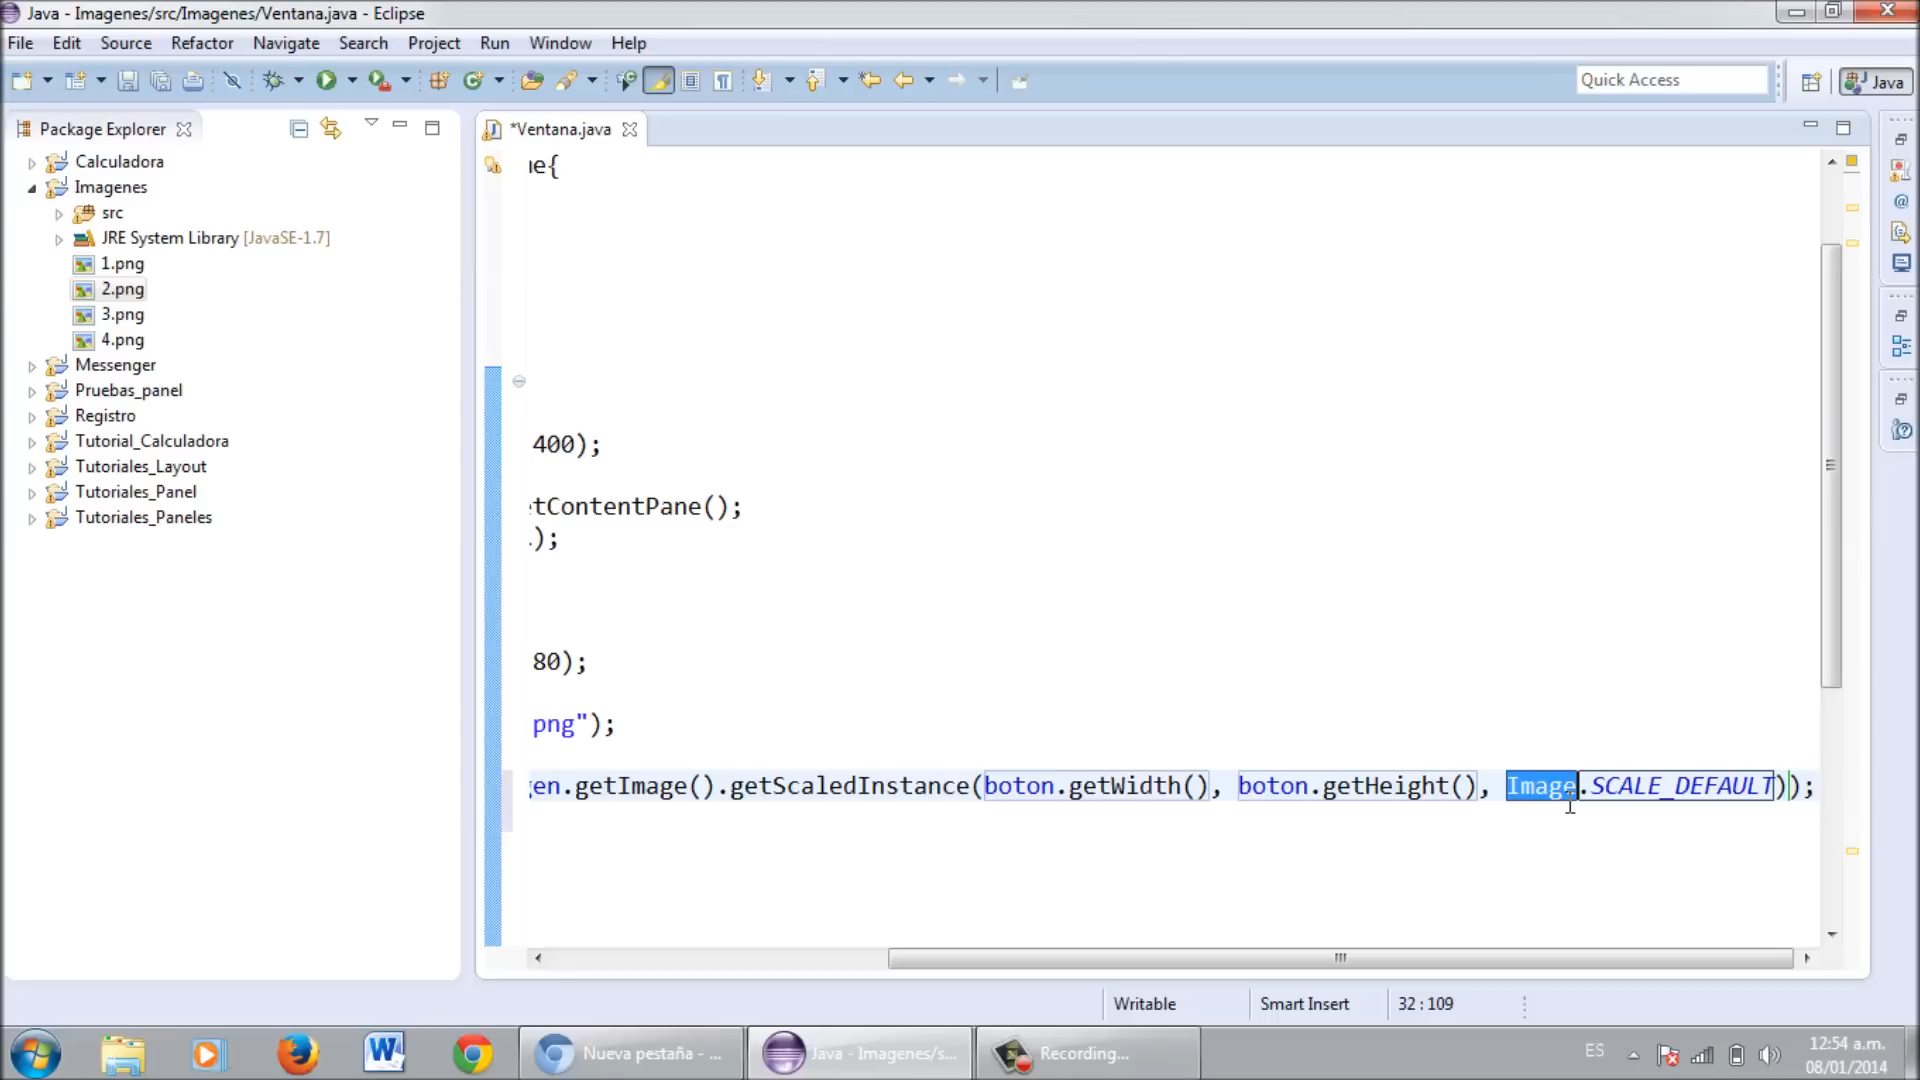 Java - Imagenes/src/Imagenes/Ventana.java - Eclipse
File Edit Source Refactor Navigate Search Project Run Window Help
Quick Access
Java
Package Explorer
*Ventana.java
Calculadora
Imagenes
src
JRE System Library [JavaSE-1.7]
1.png
2.png
3.png
4.png
Messenger
Pruebas_panel
Registro
Tutorial_Calculadora
Tutoriales_Layout
Tutoriales_Panel
Tutoriales_Paneles
e{
400);
tContentPane();
);
80);
png");
en.getImage().getScaledInstance(boton.getWidth(), boton.getHeight(), Image.SCALE_DEFAULT));
Writable
Smart Insert
32 : 109
Nueva pestaña - ...
Java - Imagenes/s...
Recording...
ES
12:54 a.m.
08/01/2014